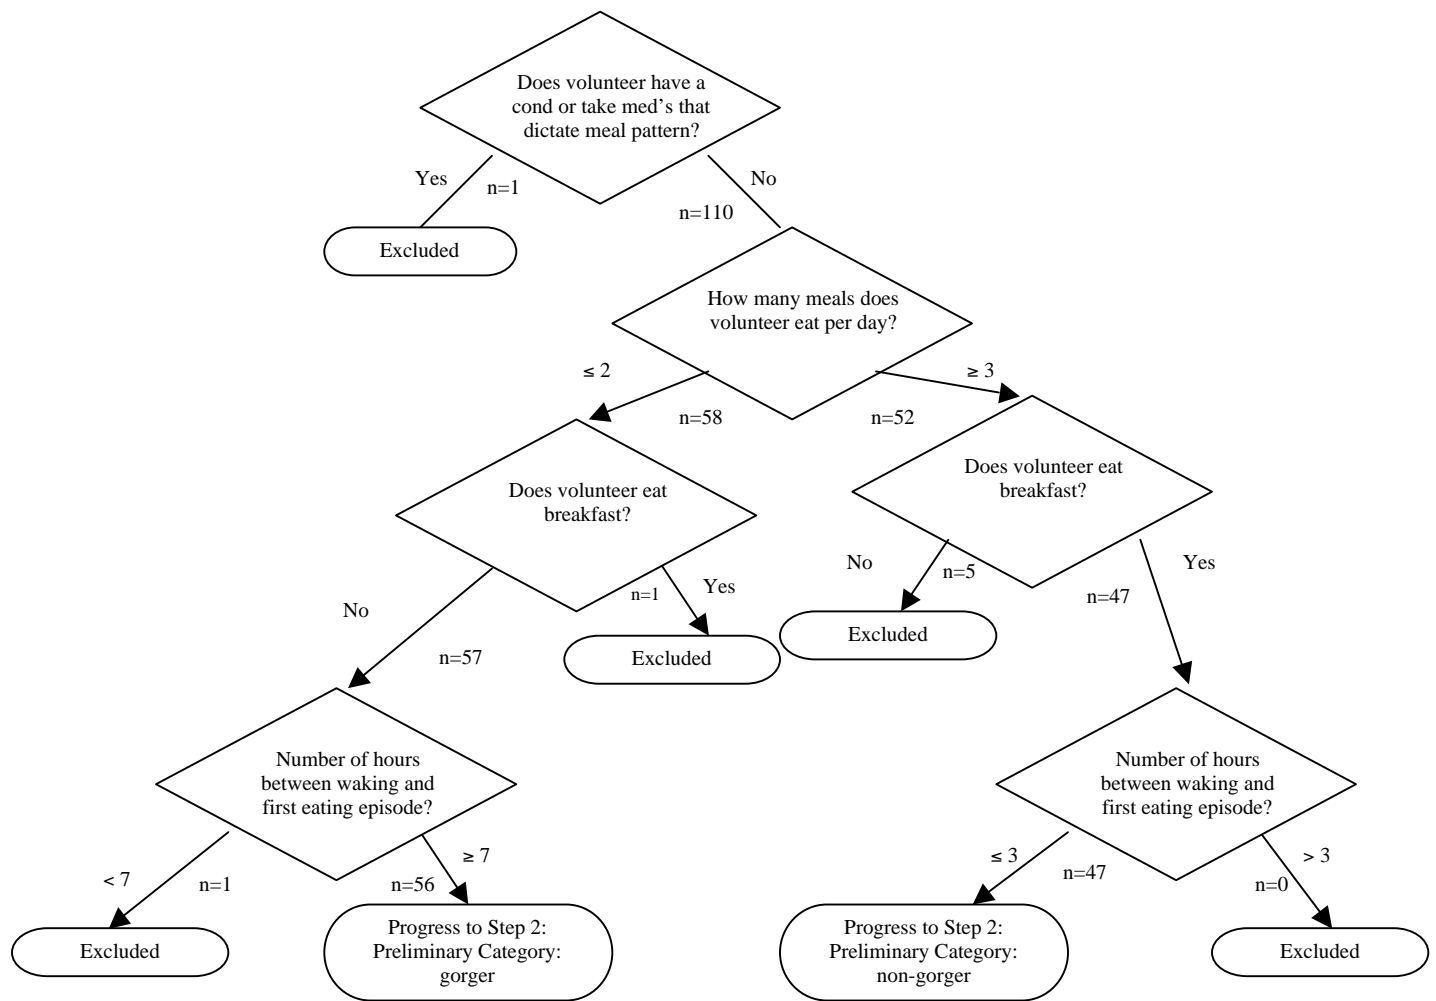 Does volunteer have a
cond or take med’s that
dictate meal pattern?
Yes
n=1
No
n=110
Excluded
How many meals does
volunteer eat per day?
≤ 2
n=58
≥ 3
n=52
Does volunteer eat
breakfast?
Does volunteer eat
breakfast?
No
n=57
n=1
Yes
Excluded
No
n=5
Excluded
Yes
n=47
Number of hours
between waking and
first eating episode?
Number of hours
between waking and
first eating episode?
< 7
n=1
≥ 7
n=56
≤ 3
n=47
> 3
n=0
Excluded
Progress to Step 2:
Preliminary Category:
gorger
Progress to Step 2:
Preliminary Category:
non-gorger
Excluded